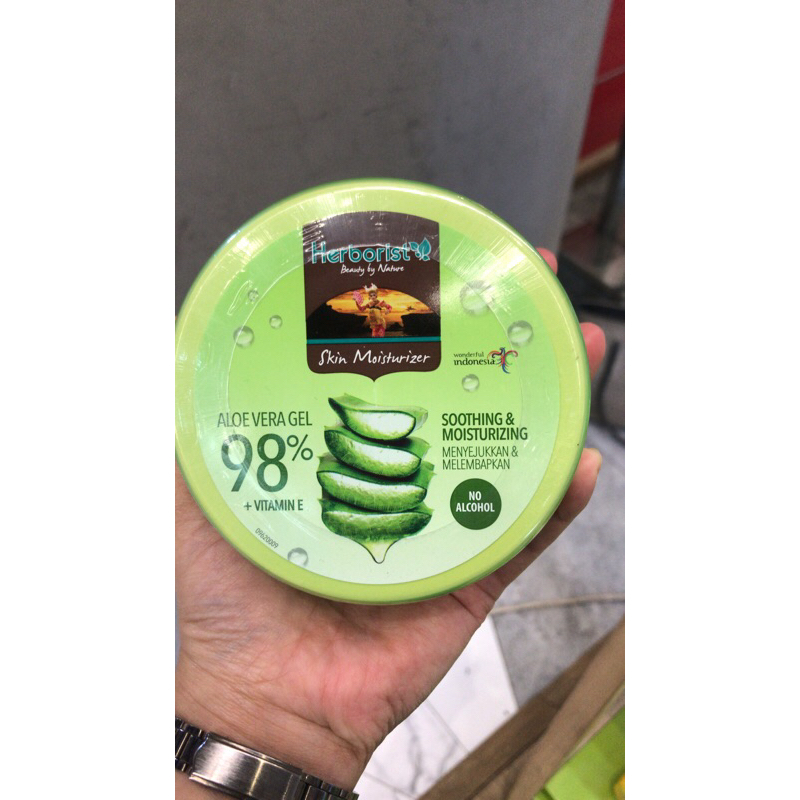 Herborist
Beauty by Nature
Skin Moisturizer
wonderful
indonesia
ALOE VERA GEL
98%
+ VITAMIN E
SOOTHING &
MOISTURIZING
MENYEJUKKAN &
MELEMBAPKAN
NO
ALCOHOL